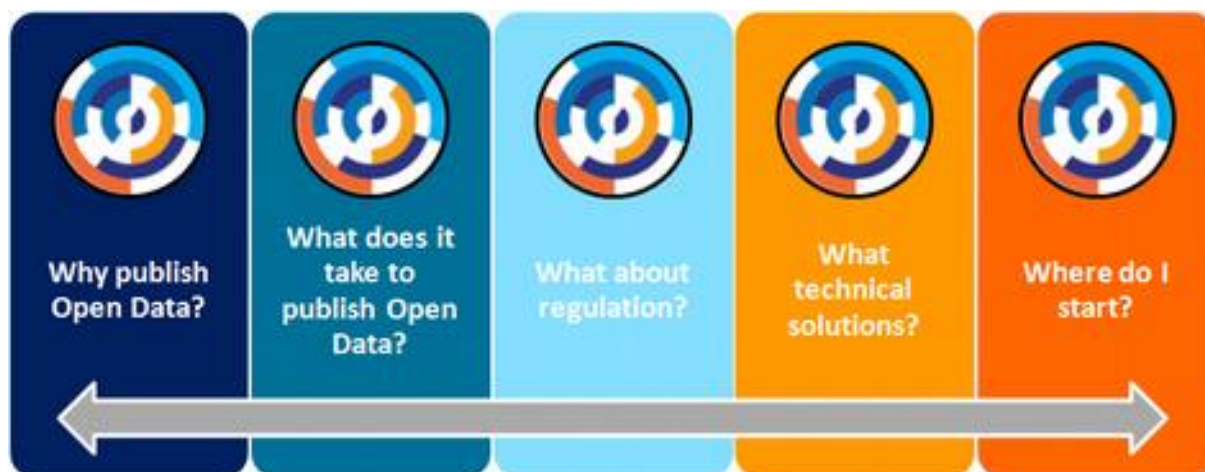 Why publish
Open Data?
What does it
take to
publish Open
Data?
What about
regulation?
What
technical
solutions?
Where do I
start?